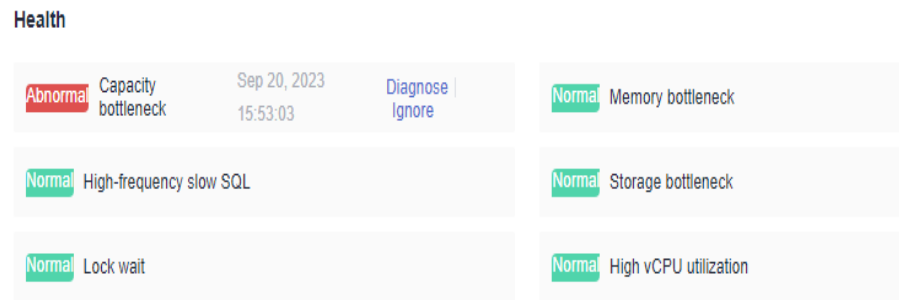 Health
Abnormal Capacity bottleneck Sep 20, 2023 15:53:03 Diagnose Ignore
Normal Memory bottleneck
Normal High-frequency slow SQL
Normal Storage bottleneck
Normal Lock wait
Normal High vCPU utilization